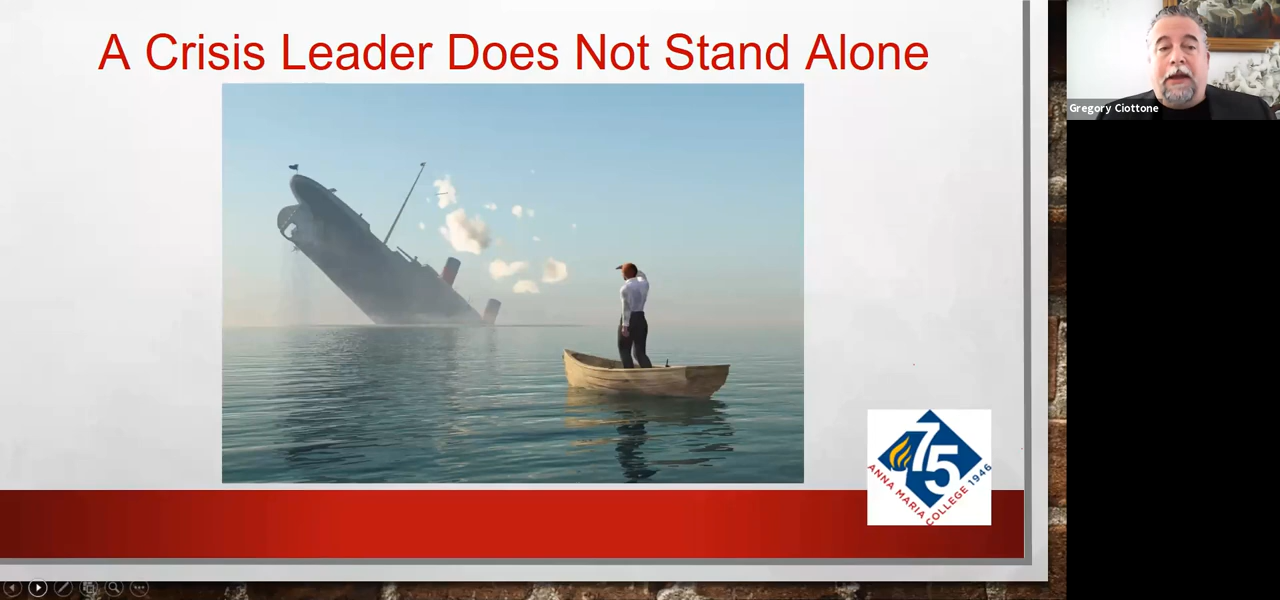 A Crisis Leader Does Not Stand Alone
Gregory Ciottone
75
ANNA MARIA COLLEGE 1946